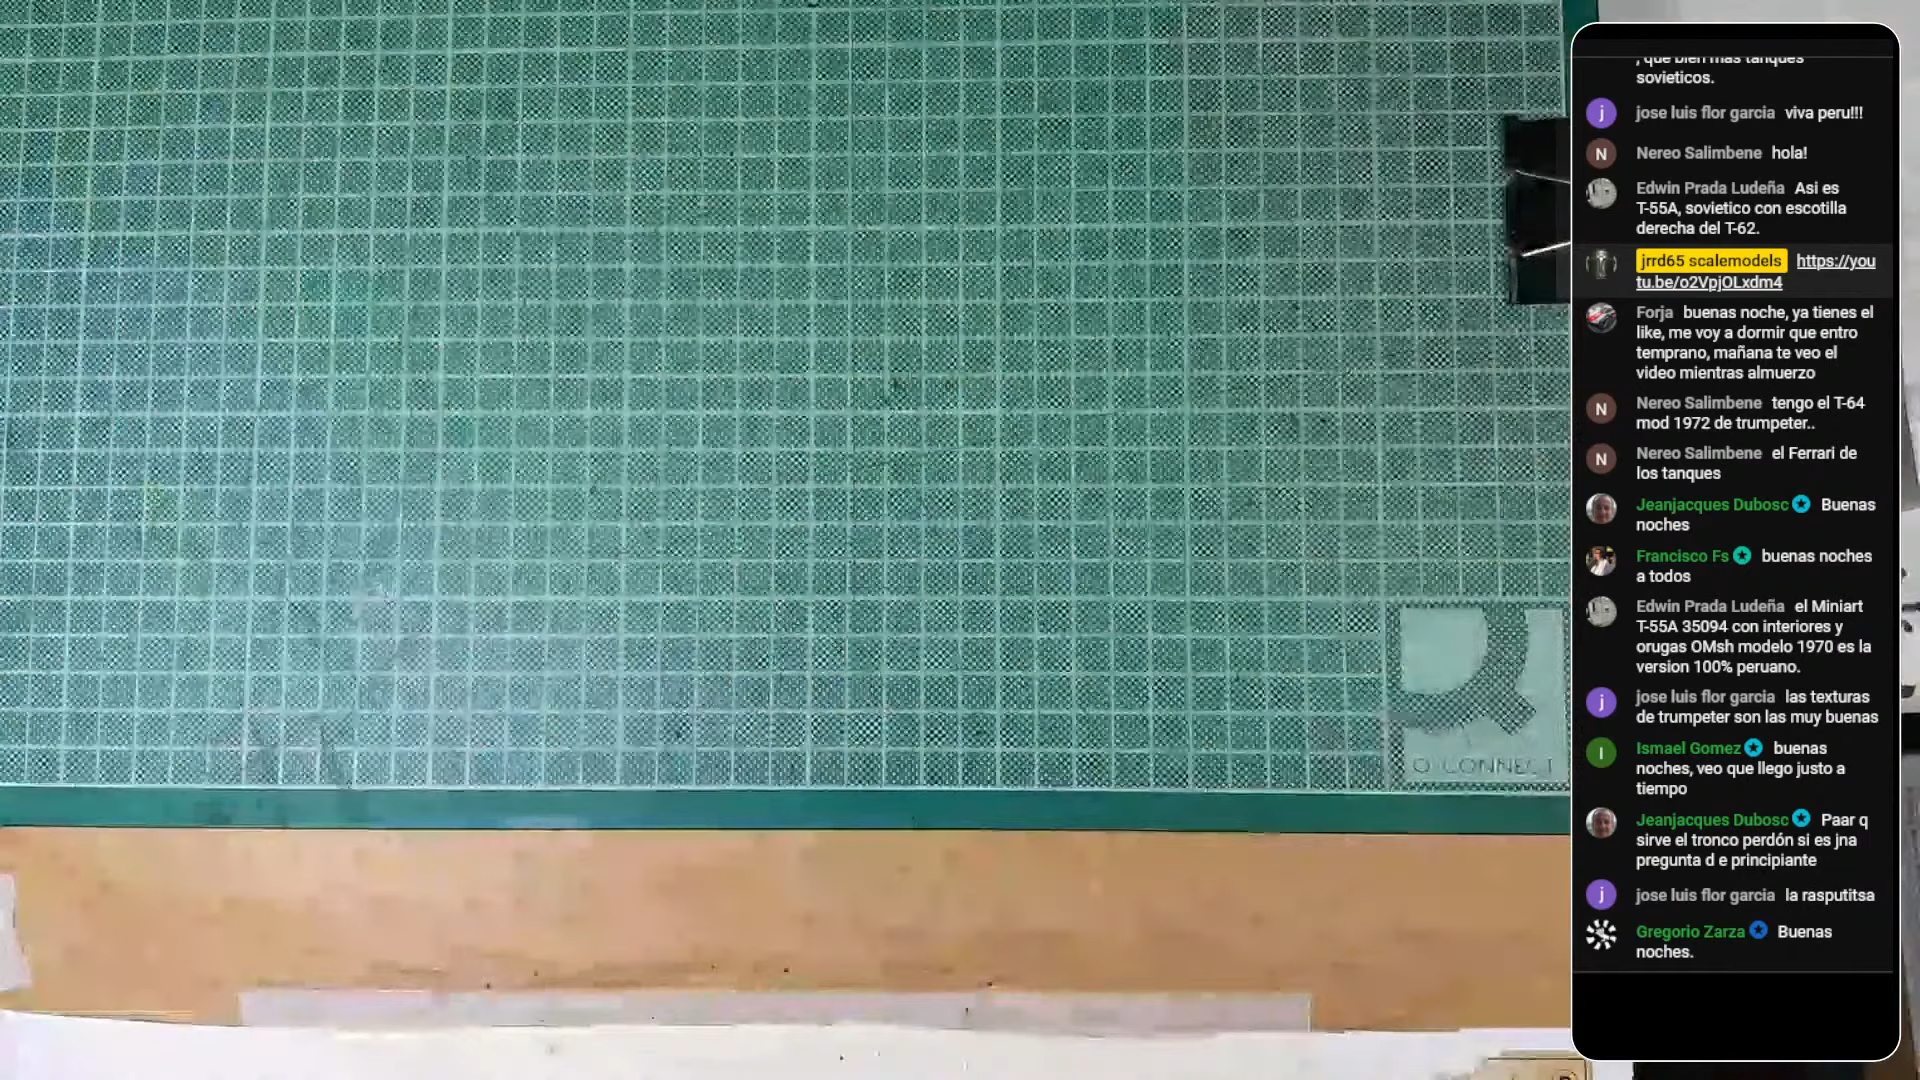 , que bien mas tanques
sovieticos.
jose luis flor garcia viva peru!!!
N
Nereo Salimbene hola!
Edwin Prada Ludeña Asi es
T-55A, sovietico con escotilla
derecha del T-62.
jrrd65 scalemodels https://you
tu.be/o2VpjOLxdm4
Forja buenas noche, ya tienes el
like, me voy a dormir que entro
temprano, mañana te veo el
video mientras almuerzo
N
Nereo Salimbene tengo el T-64
mod 1972 de trumpeter..
N
Nereo Salimbene el Ferrari de
los tanques
Jeanjacques Dubosc Buenas
noches
Francisco Fs buenas noches
a todos
Edwin Prada Ludeña el Miniart
T-55A 35094 con interiores y
orugas OMsh modelo 1970 es la
version 100% peruano.
j
jose luis flor garcia las texturas
de trumpeter son las muy buenas
I
Ismael Gomez buenas
noches, veo que llego justo a
tiempo
Jeanjacques Dubosc Paar q
sirve el tronco perdón si es jna
pregunta d e principiante
j
jose luis flor garcia la rasputitsa
Gregorio Zarza Buenas
noches.
Q CONNECT